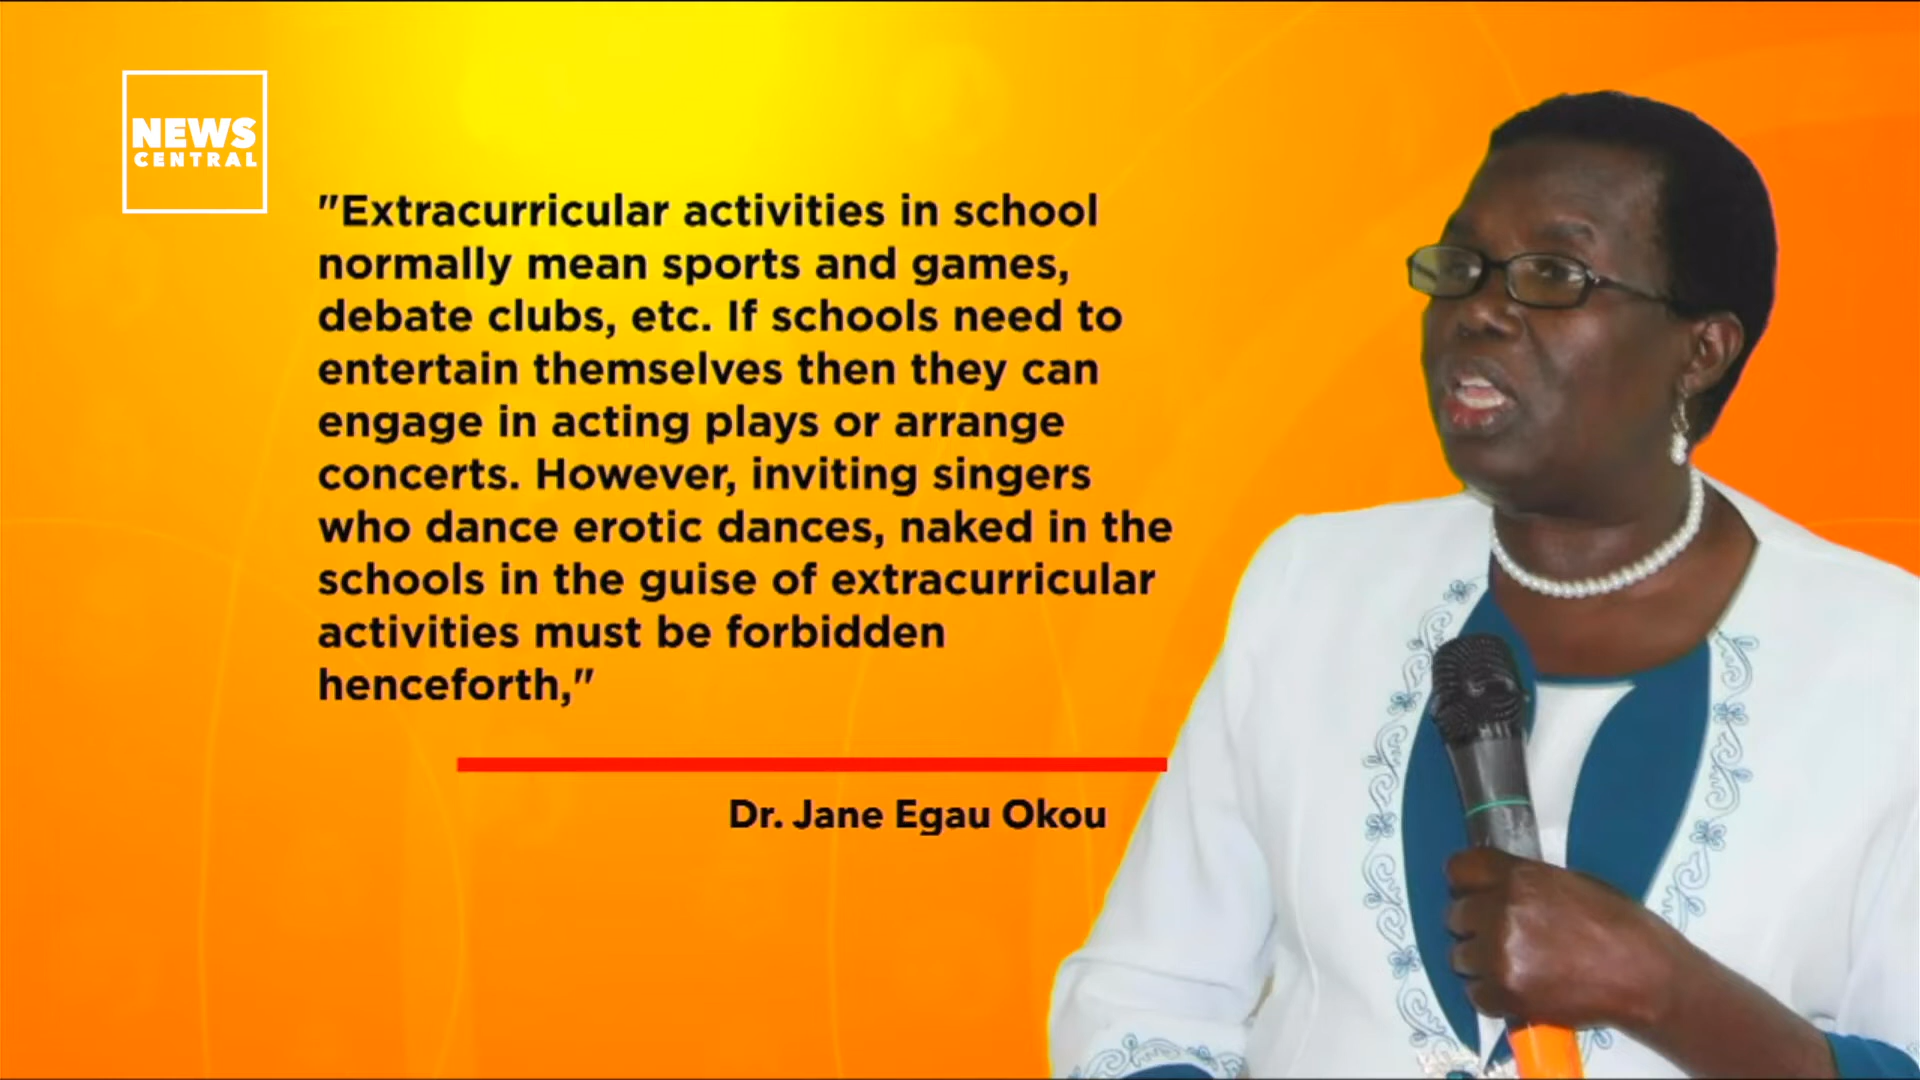 NEWS
CENTRAL
"Extracurricular activities in school
normally mean sports and games,
debate clubs, etc. If schools need to
entertain themselves then they can
engage in acting plays or arrange
concerts. However, inviting singers
who dance erotic dances, naked in the
schools in the guise of extracurricular
activities must be forbidden
henceforth,"
Dr. Jane Egau Okou